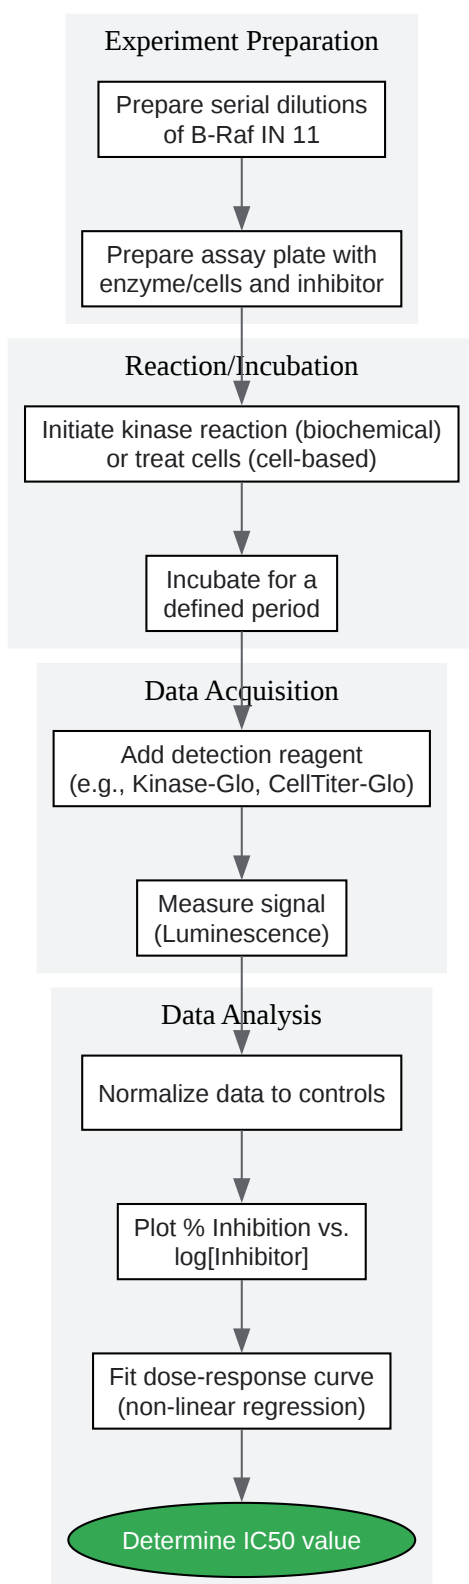 Experiment Preparation
Prepare serial dilutions
of B-Raf IN 11
Prepare assay plate with
enzyme/cells and inhibitor
Reaction/Incubation
Initiate kinase reaction (biochemical)
or treat cells (cell-based)
Incubate for a
defined period
Data Acquisition
Add detection reagent
(e.g., Kinase-Glo, CellTiter-Glo)
Measure signal
(Luminescence)
Data Analysis
Normalize data to controls
Plot % Inhibition vs.
log[Inhibitor]
Fit dose-response curve
(non-linear regression)
Determine IC50 value